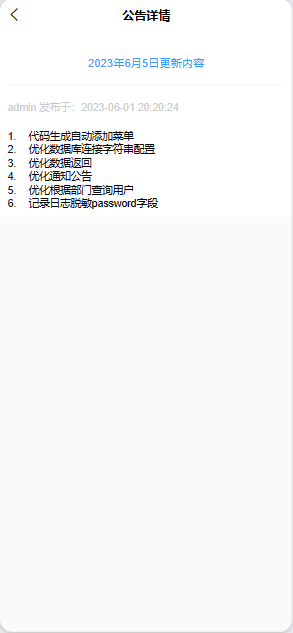 公告详情
2023年6月5日更新内容
admin 发布于：2023-06-01 20:20:24
1. 代码生成自动添加菜单
2. 优化数据库连接字符串配置
3. 优化数据返回
4. 优化通知公告
5. 优化根据部门查询用户
6. 记录日志脱敏password字段